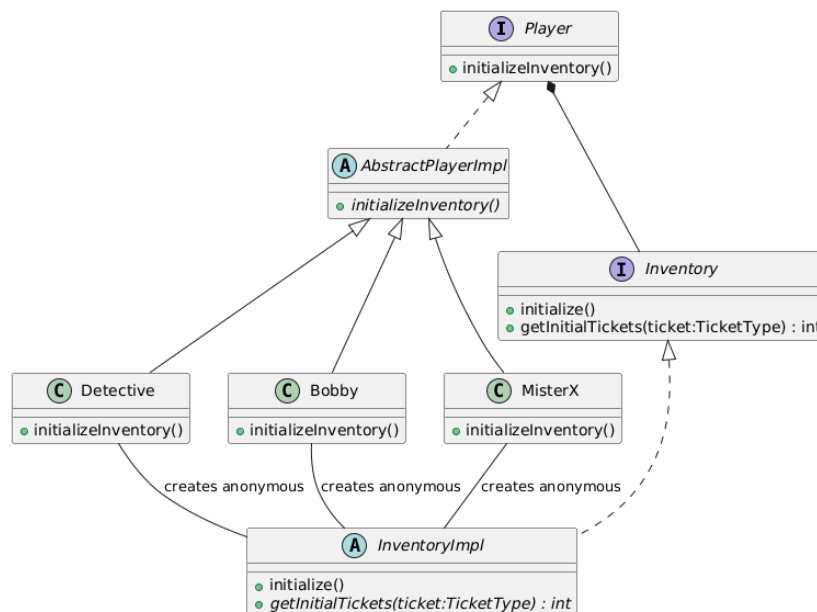 I Player
initializeInventory()
A AbstractPlayerImpl
initializeInventory()
I Inventory
initialize()
getInitialTickets(ticket:TicketType) : int
C Detective
C Bobby
C MisterX
initializeInventory()
initializeInventory()
initializeInventory()
creates anonymous
creates anonymous
creates anonymous
A InventoryImpl
initialize()
getInitialTickets(ticket:TicketType) : int